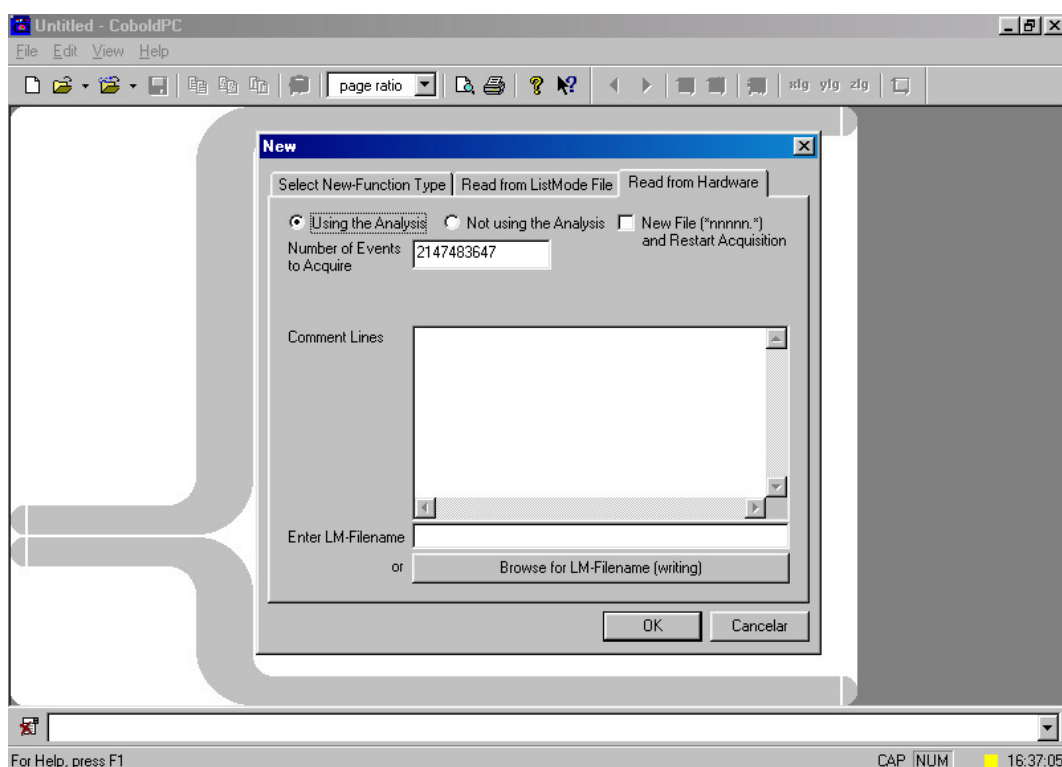 Untitled - CoboldPC
File Edit View Help
page ratio xlg ylg zlg
New
Select New-Function Type Read from ListMode File Read from Hardware
Using the Analysis Not using the Analysis New File (*nnnnn.*)
and Restart Acquisition
Number of Events
to Acquire
2147483647
Comment Lines
Enter LM-Filename
or Browse for LM-Filename (writing)
OK Cancelar
For Help, press F1 CAP NUM 16:37:05